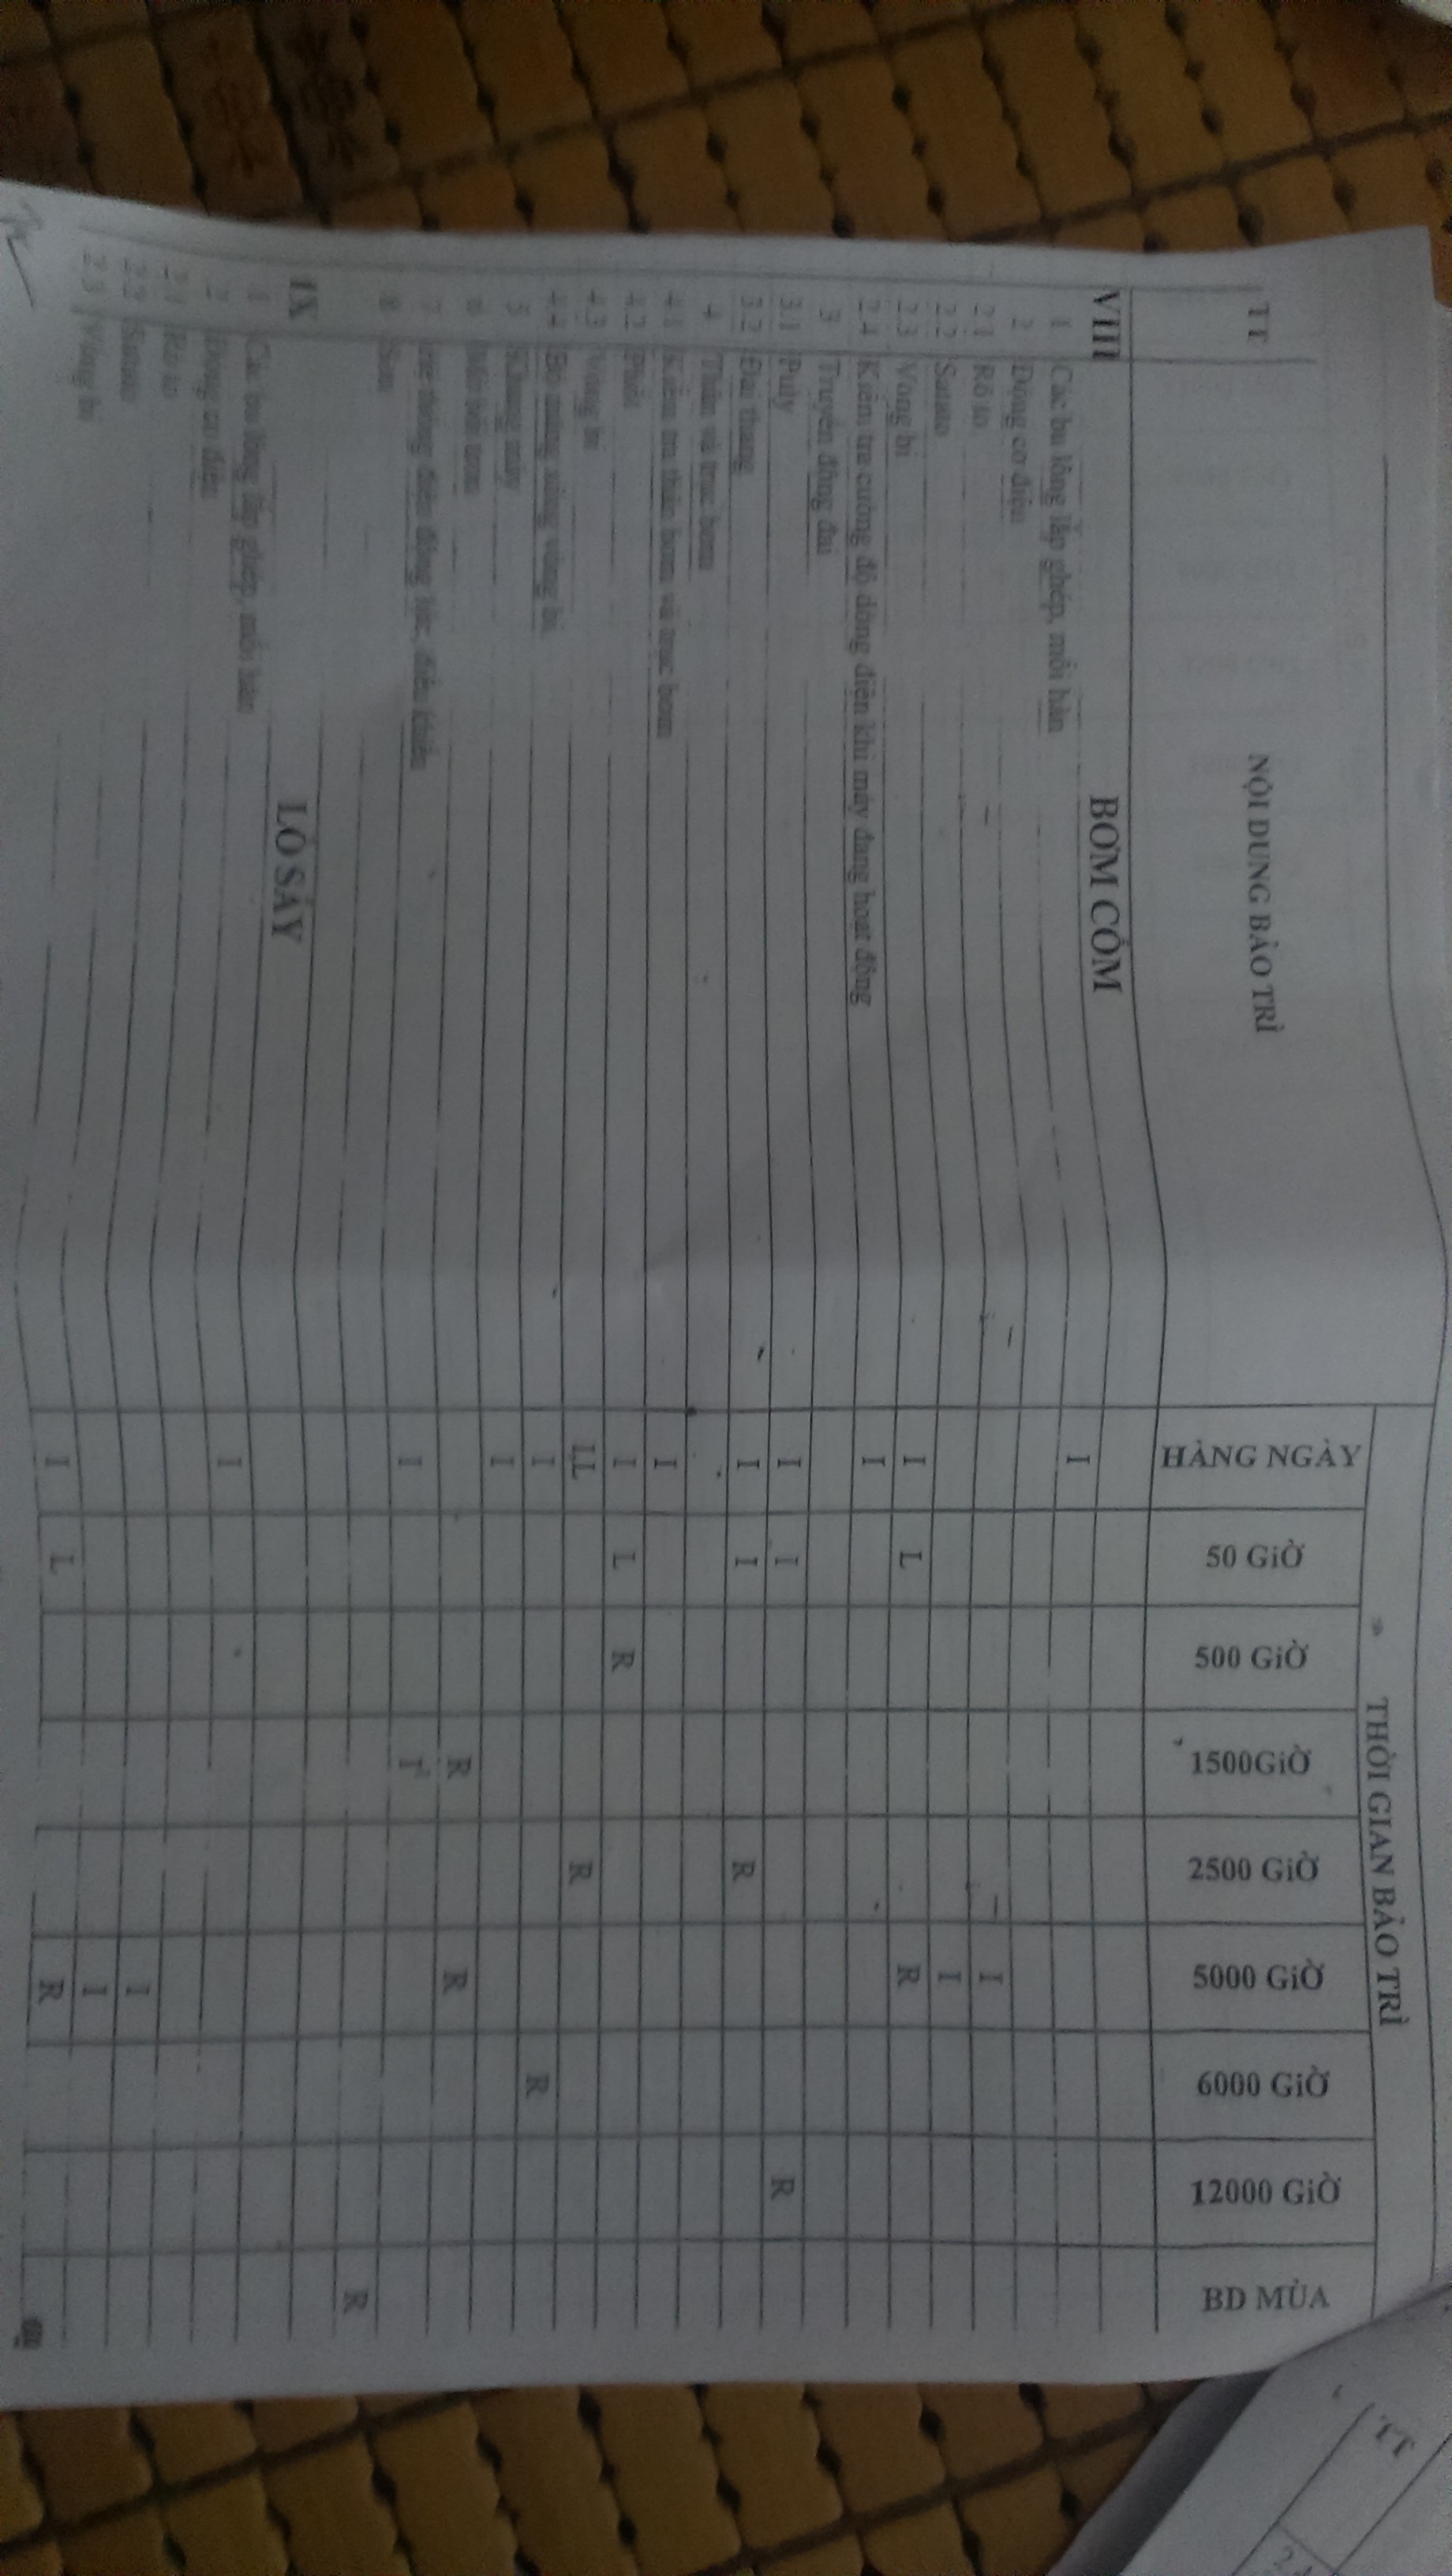 THỜI GIAN BẢO TRÌ
TT NỘI DUNG BẢO TRÌ HÀNG NGÀY 50 GiỜ 500 GiỜ 1500GiỜ 2500 GiỜ 5000 GiỜ 6000 GiỜ 12000 GiỜ BD MÙA
VIII BƠM CỐM
1 Các bu lông lắp ghép, mối hàn I
2 Động cơ điện
2.1 Rô to I
2.2 Satato I
2.3 Vòng bi I L R
2.4 Kiểm tra cường độ dòng điện khi máy đang hoạt động I
3 Truyền động đai
3.1 Puly I I R
3.2 Đai thang I I R
4 Thân và trục bơm
4.1 Kiểm tra thân bơm và trục bơm I
4.2 Phốt I L R
4.3 Vòng bi I.L R
4.4 Bộ măng xông vòng bi I R
5 Khung máy I
6 R R
7 Hệ thống điện động lực, điều khiển I
8 Sơn R
IX LÒ SẤY
1 Các bu lông lắp ghép, mối hàn I
2 Động cơ điện
2.1 Rô to I
2.2 Satato I
2.3 Vòng bi I L R
TT